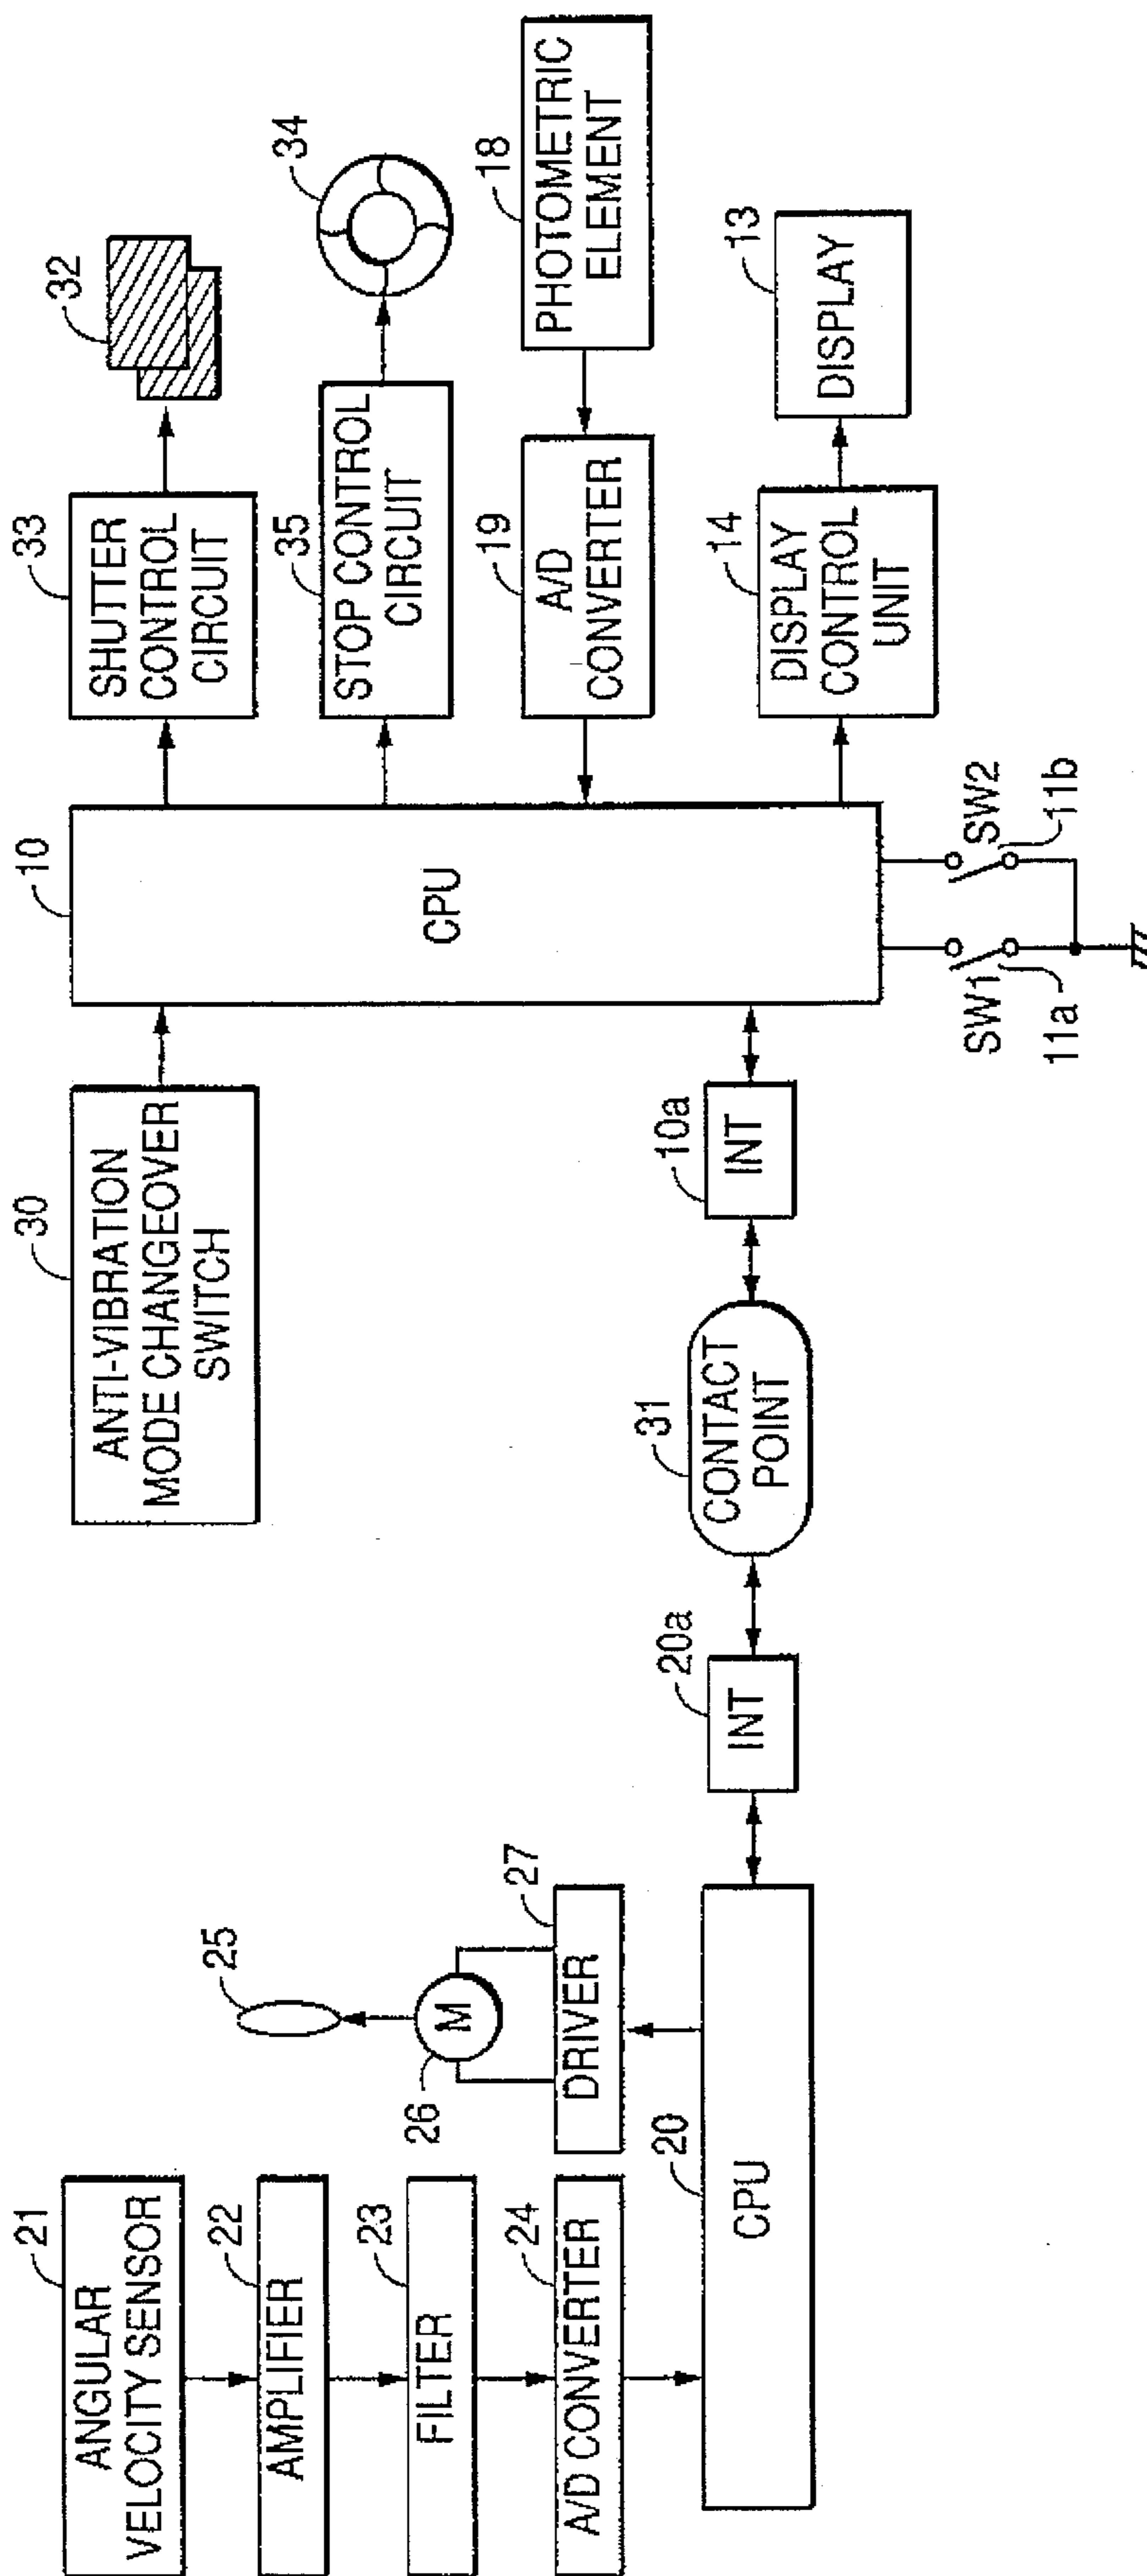 21
ANGULAR
VELOCITY SENSOR
22
AMPLIFIER
23
FILTER
24
A/D CONVERTER
20
CPU
25
26
M
27
DRIVER
20a
INT
31
CONTACT
POINT
10a
INT
30
ANTI-VIBRATION
MODE CHANGEOVER
SWITCH
10
CPU
SW1
11a
SW2
11b
33
SHUTTER
CONTROL
CIRCUIT
32
35
STOP CONTROL
CIRCUIT
34
19
A/D
CONVERTER
18
PHOTOMETRIC
ELEMENT
14
DISPLAY
CONTROL
UNIT
13
DISPLAY